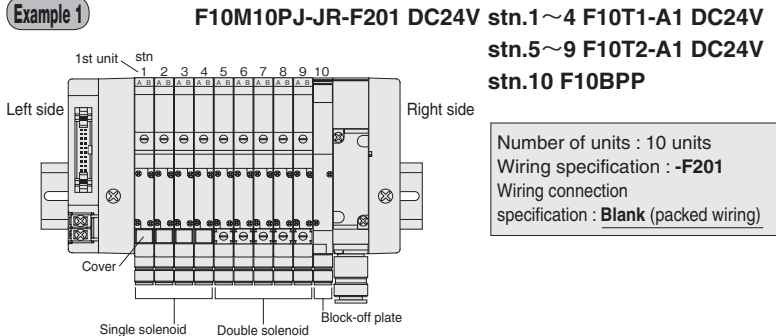 Example 1
F10M10PJ-JR-F201 DC24V stn.1～4 F10T1-A1 DC24V
stn.5～9 F10T2-A1 DC24V
stn.10 F10BPP
1st unit
stn
1 2 3 4 5 6 7 8 9 10
A B A B A B A B A B A B A B A B A B
Left side
Right side
Number of units : 10 units
Wiring specification : -F201
Wiring connection
specification : Blank (packed wiring)
Cover
Block-off plate
Single solenoid
Double solenoid